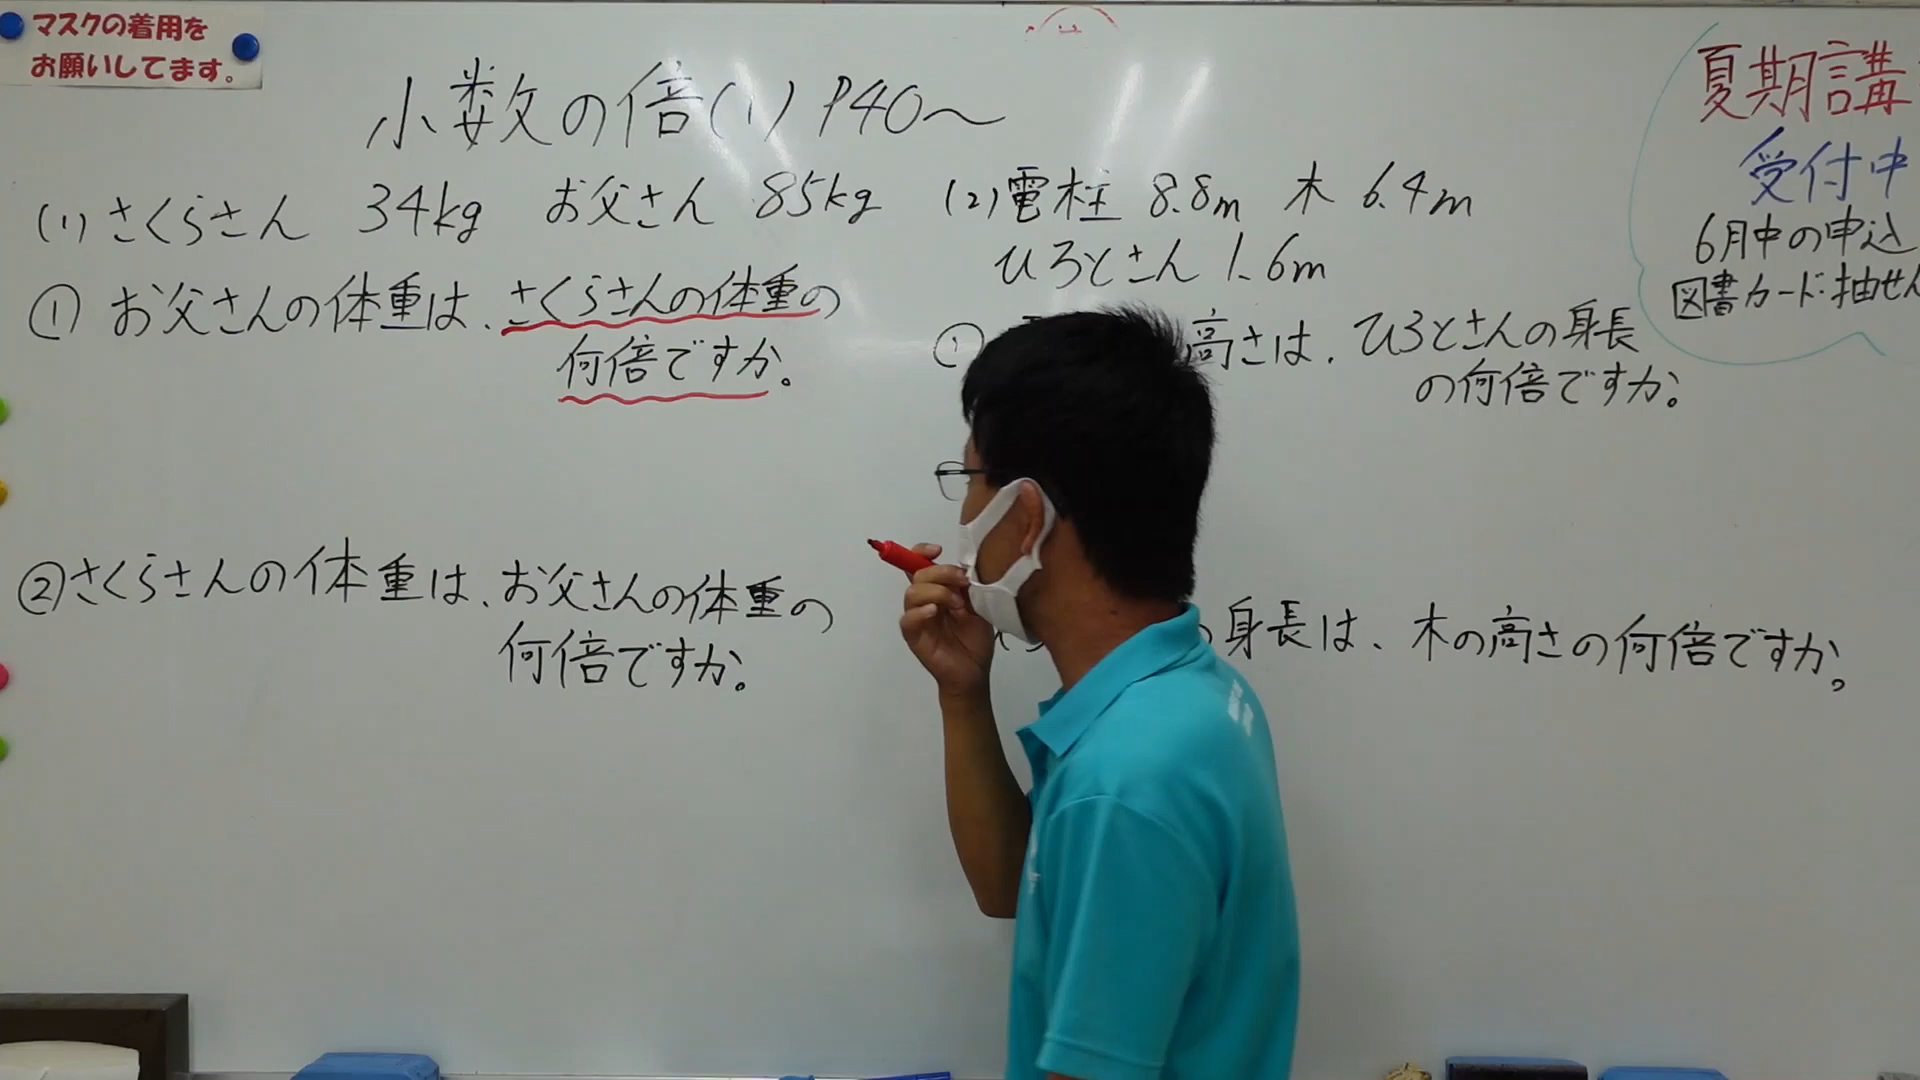 マスクの着用を
お願いしてます。
小数の倍(1) P40〜
(1) さくらさん 34kg お父さん 85kg
① お父さんの体重は、さくらさんの体重の
何倍ですか。
②さくらさんの体重は、お父さんの体重の
何倍ですか。
(2) 電柱 8.8m 木 6.4m
ひろとさん 1.6m
① 高さは、ひろとさんの身長
の何倍ですか。
身長は、木の高さの何倍ですか。
夏期講
受付中
6月中の申込
図書カード抽せん